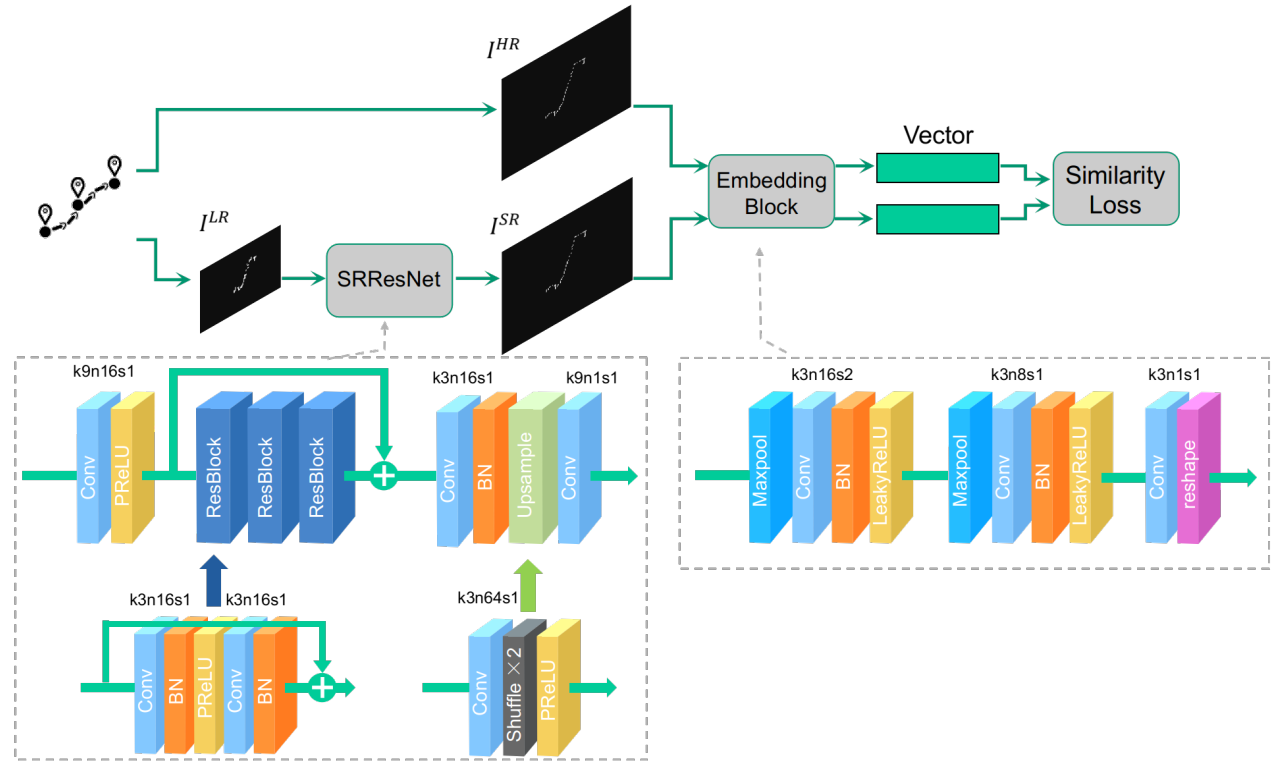 I^{HR}
Vector
Embedding
Block
Similarity
Loss
I^{LR}
I^{SR}
SRResNet
k9n16s1
k3n16s1
k9n1s1
Conv
PReLU
ResBlock
ResBlock
ResBlock
Conv
BN
Upsample
Conv
k3n16s1
k3n16s1
Conv
BN
PReLU
Conv
BN
k3n64s1
Conv
Shuffle ×2
PReLU
k3n16s2
k3n8s1
k3n1s1
Maxpool
Conv
BN
LeakyReLU
Maxpool
Conv
BN
LeakyReLU
Conv
reshape